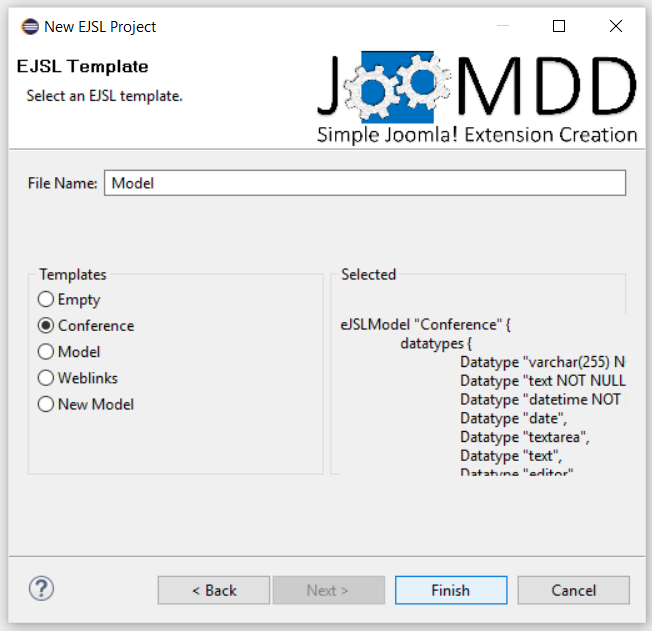 New EJSL Project
EJSL Template
Select an EJSL template.
JOOMDD
Simple Joomla! Extension Creation
File Name: Model
Templates
Empty
Conference
Model
Weblinks
New Model
Selected
eJSLModel "Conference" {
datatypes {
Datatype "varchar(255) N
Datatype "text NOT NULL
Datatype "datetime NOT
Datatype "date",
Datatype "textarea",
Datatype "text",
Datatype "editor"
?
< Back
Next >
Finish
Cancel